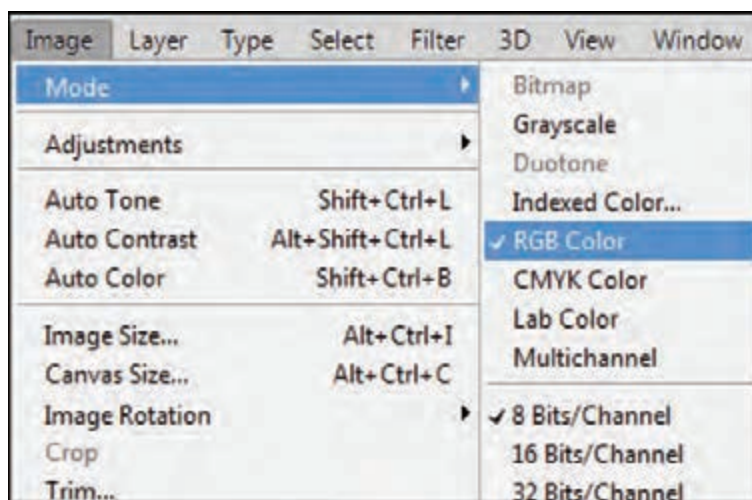 Image Layer Type Select Filter 3D View Window
Mode
Adjustments
Auto Tone Shift+Ctrl+L
Auto Contrast Alt+Shift+Ctrl+L
Auto Color Shift+Ctrl+B
Image Size... Alt+Ctrl+I
Canvas Size... Alt+Ctrl+C
Image Rotation
Crop
Trim...
Bitmap
Grayscale
Duotone
Indexed Color...
RGB Color
CMYK Color
Lab Color
Multichannel
8 Bits/Channel
16 Bits/Channel
32 Bits/Channel